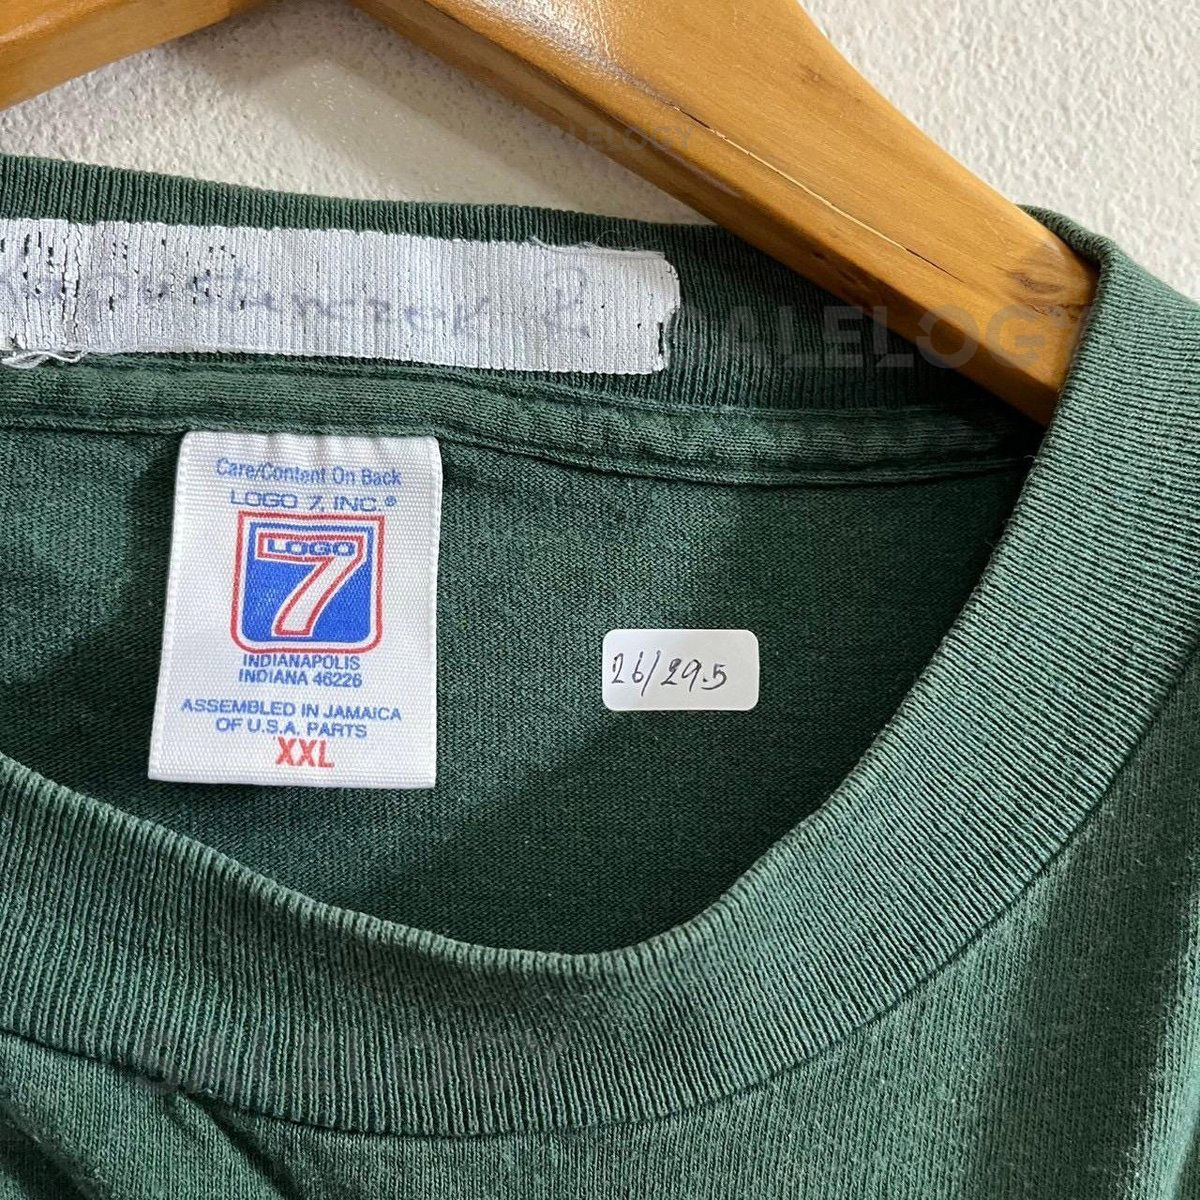 Care/Content On Back
LOGO 7, INC.®
LOGO
7
INDIANAPOLIS
INDIANA 46226
ASSEMBLED IN JAMAICA
OF U.S.A. PARTS
XXL
26/29.5